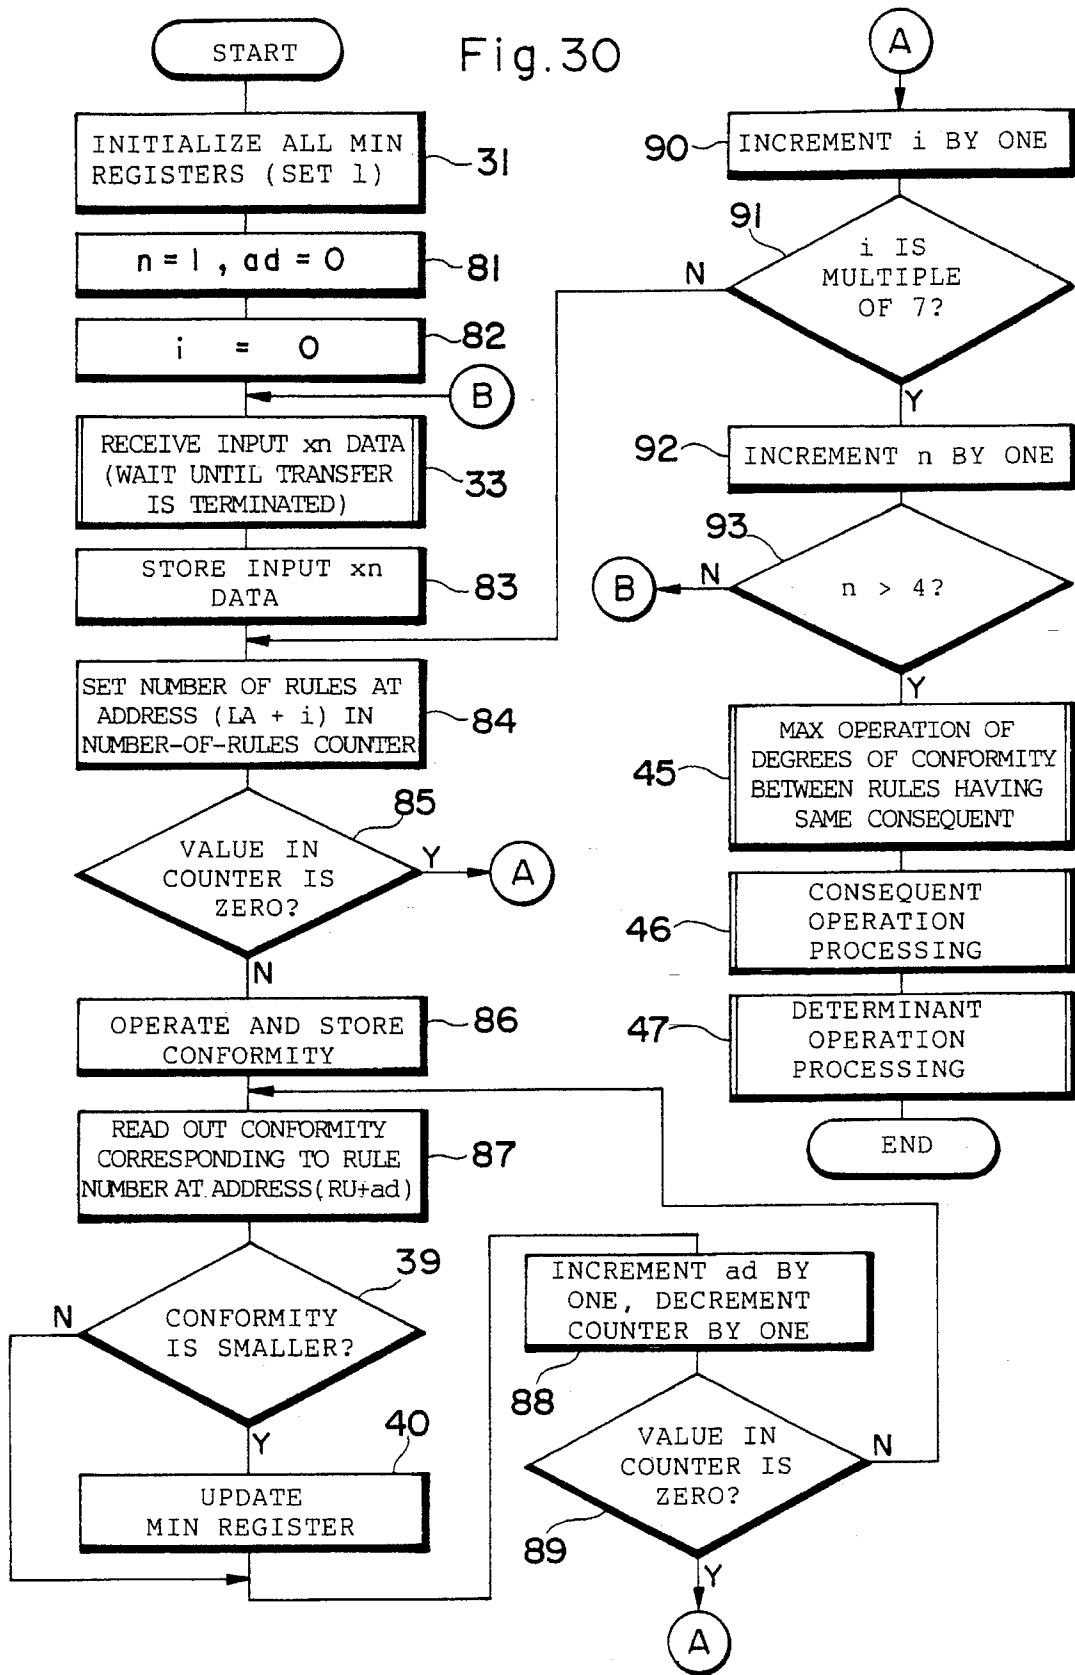 Fig.30
START
INITIALIZE ALL MIN
REGISTERS (SET 1)
31
n=1, ad=0
81
i = 0
82
B
RECEIVE INPUT xn DATA
(WAIT UNTIL TRANSFER
IS TERMINATED)
33
STORE INPUT xn
DATA
83
SET NUMBER OF RULES AT
ADDRESS (LA + i) IN
NUMBER-OF-RULES COUNTER
84
85
VALUE IN
COUNTER IS
ZERO?
Y
A
N
OPERATE AND STORE
CONFORMITY
86
READ OUT CONFORMITY
CORRESPONDING TO RULE
NUMBER AT ADDRESS(RU+ad)
87
39
N
CONFORMITY
IS SMALLER?
Y
40
UPDATE
MIN REGISTER
INCREMENT ad BY
ONE, DECREMENT
COUNTER BY ONE
88
VALUE IN
COUNTER IS
ZERO?
N
89
Y
A
A
90
INCREMENT i BY ONE
91
N
i IS
MULTIPLE
OF 7?
Y
92
INCREMENT n BY ONE
93
B
N
n > 4?
Y
45
MAX OPERATION OF
DEGREES OF CONFORMITY
BETWEEN RULES HAVING
SAME CONSEQUENT
46
CONSEQUENT
OPERATION
PROCESSING
47
DETERMINANT
OPERATION
PROCESSING
END